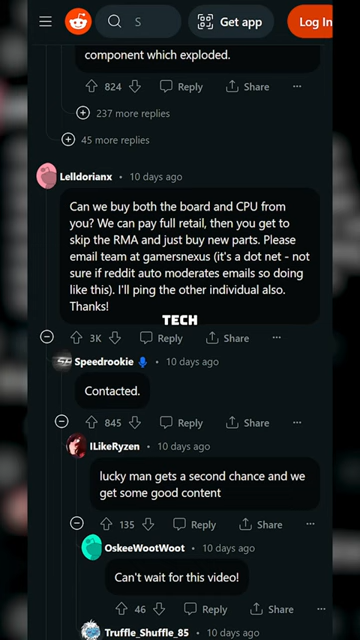 S
Get app
Log In
component which exploded.
824 Reply Share
237 more replies
45 more replies
Lelldorianx • 10 days ago
Can we buy both the board and CPU from
you? We can pay full retail, then you get to
skip the RMA and just buy new parts. Please
email team at gamersnexus (it's a dot net - not
sure if reddit auto moderates emails so doing
like this). I'll ping the other individual also.
Thanks!
TECH
3K Reply Share
Speedrookie • 10 days ago
Contacted.
845 Reply Share
ILikeRyzen • 10 days ago
lucky man gets a second chance and we
get some good content
135 Reply Share
OskeeWootWoot • 10 days ago
Can't wait for this video!
46 Reply Share
Truffle_Shuffle_85 • 10 days ago